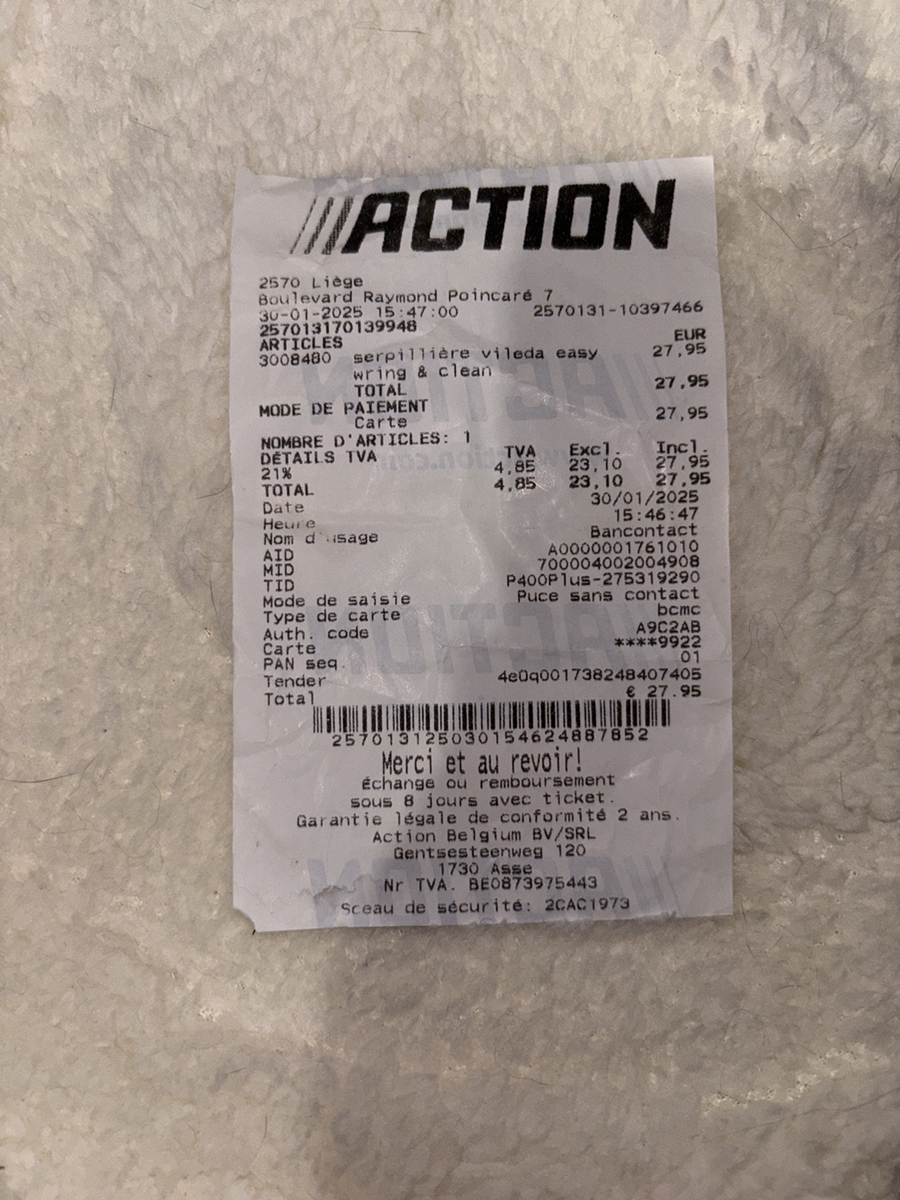 ///ACTION
2570 Liège
Boulevard Raymond Poincaré 7
30-01-2025 15:47:00 2570131-10397466
257013170139948
ARTICLES EUR
3008480 serpillière vileda easy 27,95
wring & clean
TOTAL 27,95
MODE DE PAIEMENT
Carte 27,95
NOMBRE D'ARTICLES: 1
DÉTAILS TVA TVA Excl. Incl.
21% 4,85 23,10 27,95
TOTAL 4,85 23,10 27,95
Date 30/01/2025
Heure 15:46:47
Nom d'usage Bancontact
AID A0000001761010
MID 700004002004908
TID P400Plus-275319290
Mode de saisie Puce sans contact
Type de carte bcmc
Auth. code A9C2AB
Carte ****9922
PAN seq. 01
Tender 4e0q001738248407405
Total € 27.95
2570131250301546248878​52
Merci et au revoir!
Échange ou remboursement
sous 8 jours avec ticket.
Garantie légale de conformité 2 ans.
Action Belgium BV/SRL
Gentsesteenweg 120
1730 Asse
Nr TVA. BE0873975443
Sceau de sécurité: 2CAC1973